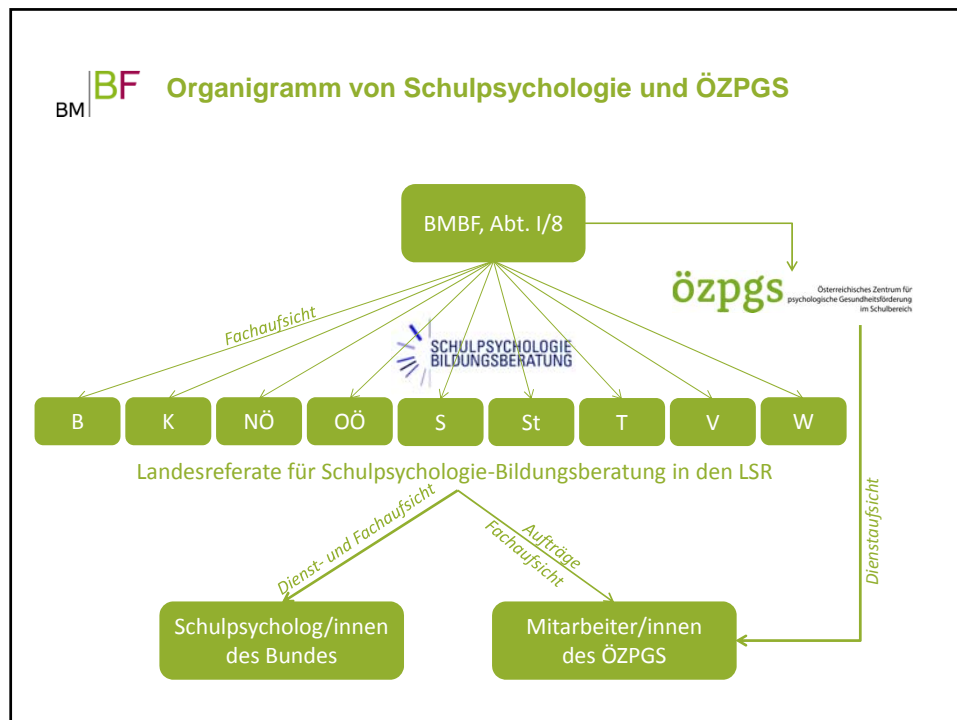 BM BF
Organigramm von Schulpsychologie und ÖZPGS
BMBF, Abt. I/8
özpgs
Österreichisches Zentrum für
psychologische Gesundheitsförderung
im Schulbereich
Fachaufsicht
SCHULPSYCHOLOGIE
BILDUNGSBERATUNG
B K NÖ OÖ S St T V W
Landesreferate für Schulpsychologie-Bildungsberatung in den LSR
Dienst- und Fachaufsicht
Aufträge
Fachaufsicht
Dienstaufsicht
Schulpsycholog/innen
des Bundes
Mitarbeiter/innen
des ÖZPGS